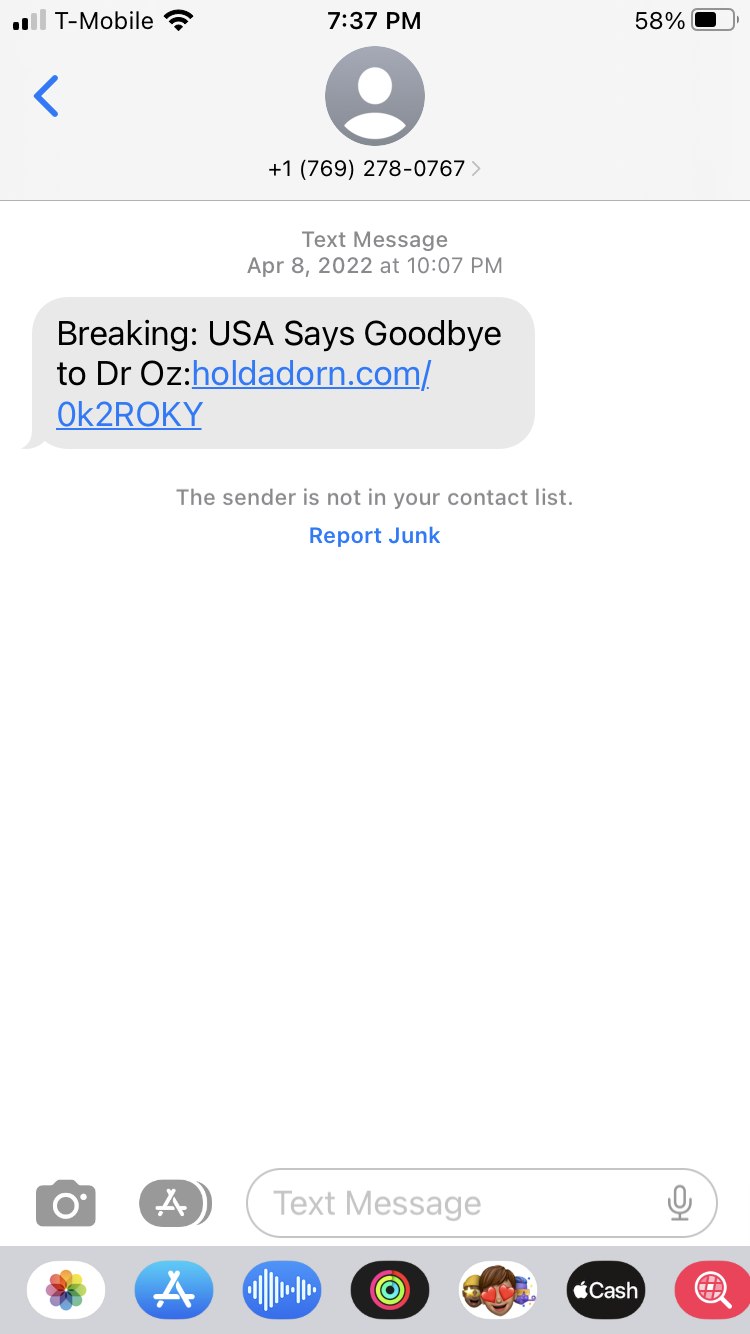 T-Mobile 7:37 PM 58%
+1 (769) 278-0767
Text Message
Apr 8, 2022 at 10:07 PM
Breaking: USA Says Goodbye
to Dr Oz:holdadorn.com/
0k2ROKY
The sender is not in your contact list.
Report Junk
Text Message
Cash